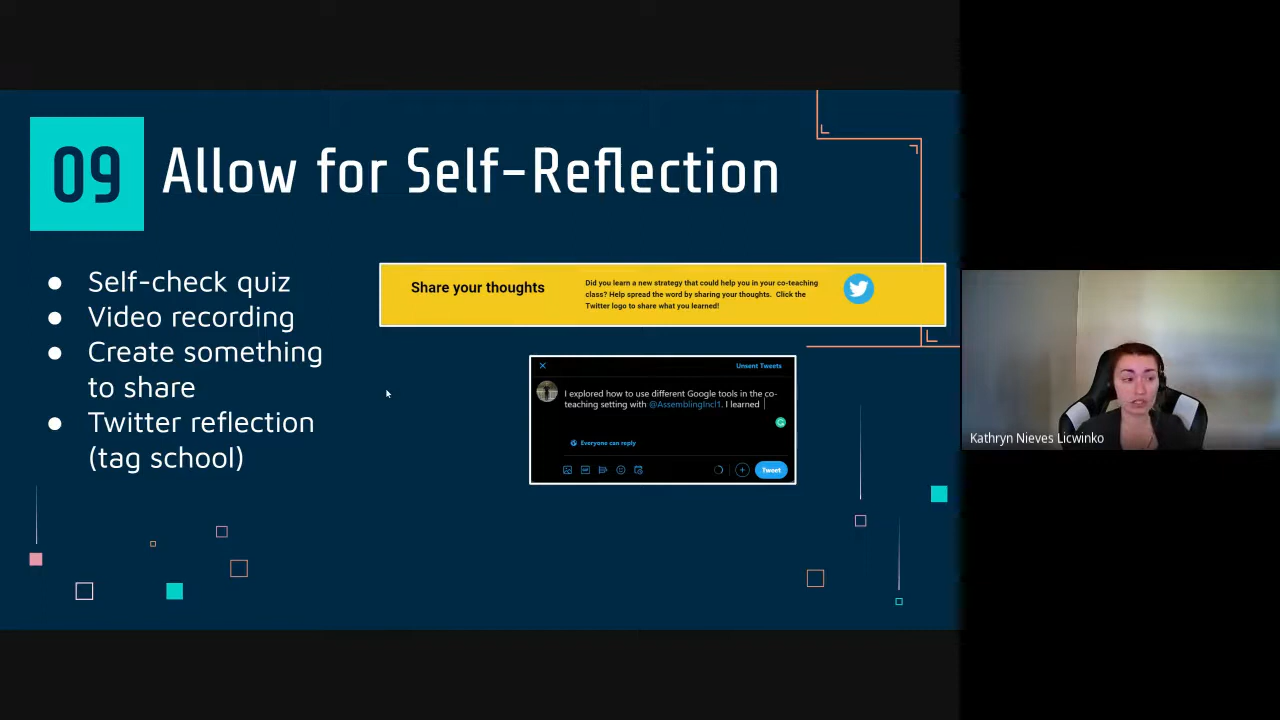 09
Allow for Self-Reflection
● Self-check quiz
● Video recording
● Create something
to share
● Twitter reflection
(tag school)
Share your thoughts
Did you learn a new strategy that could help you in your co-teaching
class? Help spread the word by sharing your thoughts. Click the
Twitter logo to share what you learned!
Unsent Tweets
I explored how to use different Google tools in the co-
teaching setting with @AssemblingIncl1. I learned
Everyone can reply
GIF
Tweet
Kathryn Nieves Licwinko